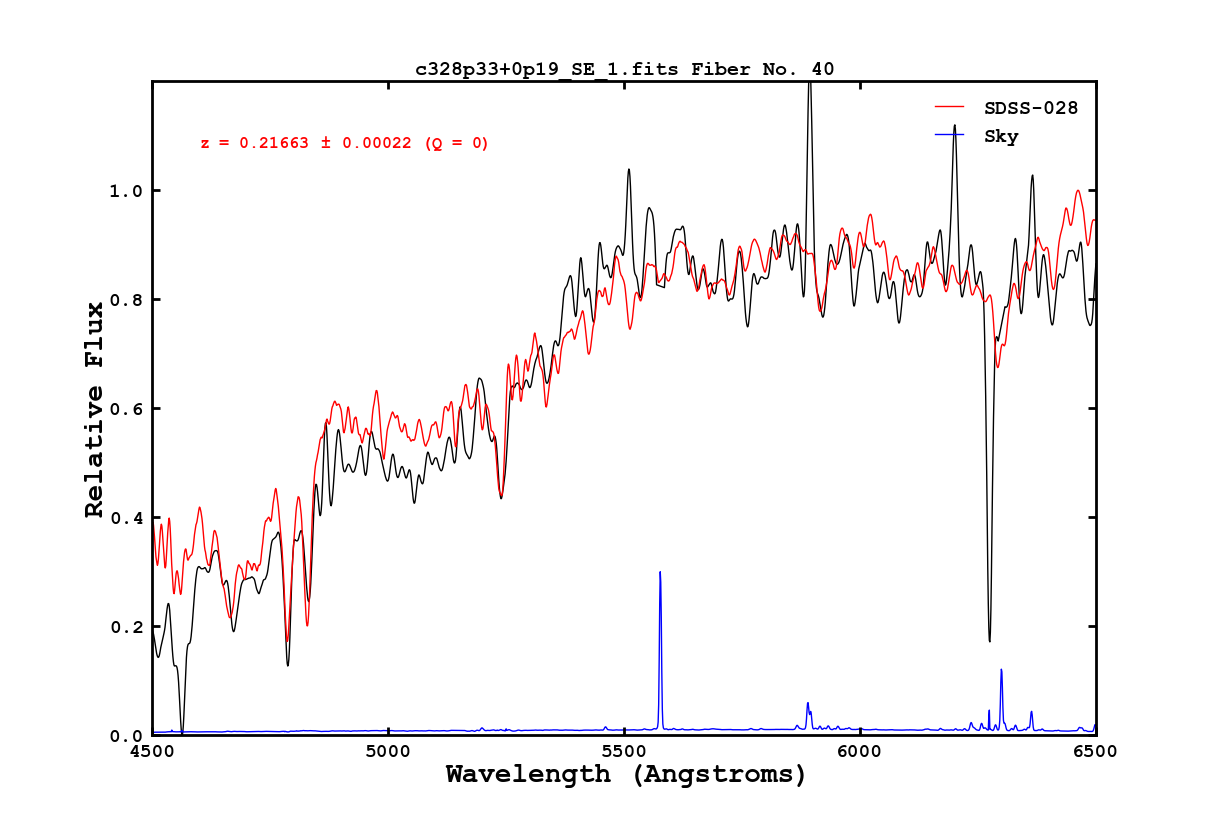 c328p33+0p19_SE_1.fits Fiber No. 40
SDSS-028
Sky
z = 0.21663 ± 0.00022 (Q = 0)
1.0
0.8
0.6
0.4
0.2
0.0
Relative Flux
4500 5000 5500 6000 6500
Wavelength (Angstroms)